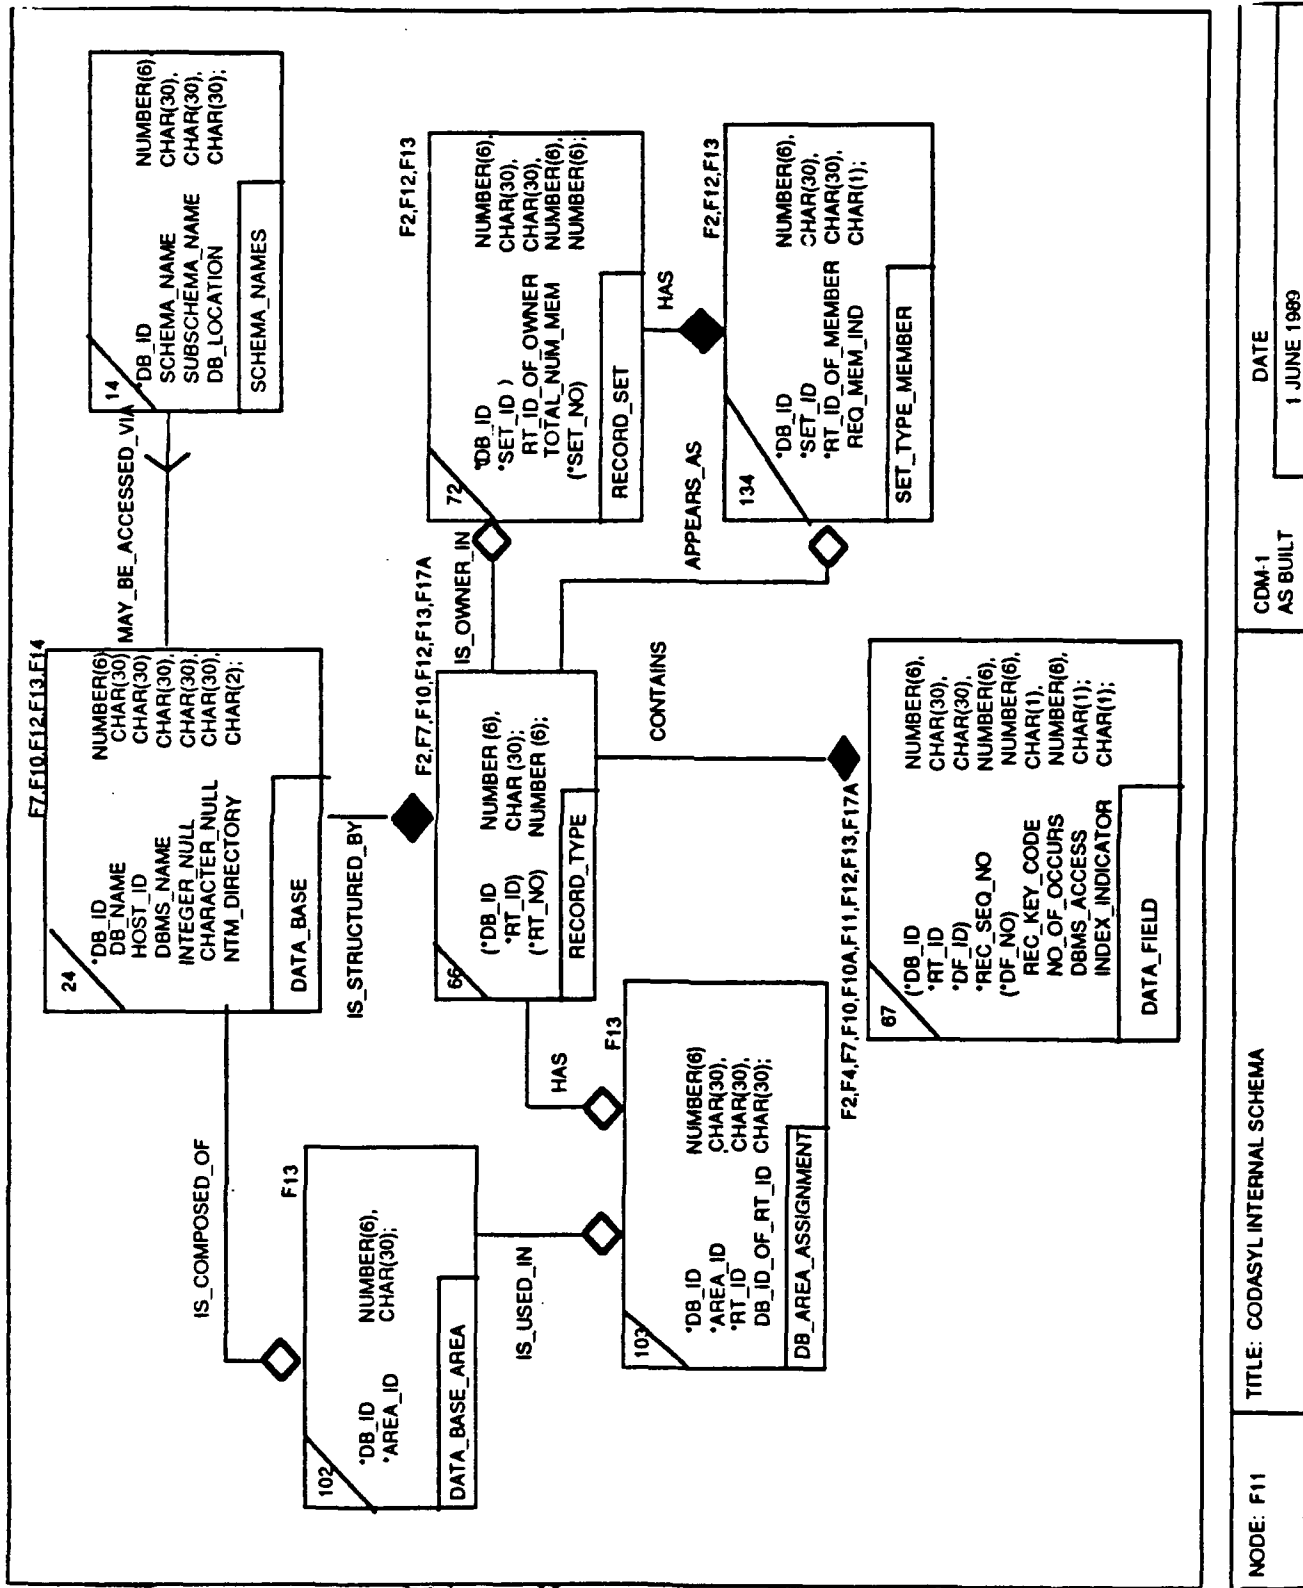 F7,F10,F12,F13,F14
24
*DB_ID NUMBER(6)
DB_NAME CHAR(30)
HOST_ID CHAR(30)
DBMS_NAME CHAR(30),
INTEGER_NULL CHAR(30),
CHARACTER_NULL CHAR(30),
NTM_DIRECTORY CHAR(2);
DATA_BASE
MAY_BE_ACCESSED_VIA
14
*DB_ID NUMBER(6)
SCHEMA_NAME CHAR(30),
SUBSCHEMA_NAME CHAR(30),
DB_LOCATION CHAR(30);
SCHEMA_NAMES
IS_COMPOSED_OF
IS_STRUCTURED_BY
F13
102
*DB_ID NUMBER(6),
*AREA_ID CHAR(30);
DATA_BASE_AREA
F2,F7,F10,F12,F13,F17A
66
(*DB_ID NUMBER (6),
*RT_ID) CHAR (30);
(*RT_NO) NUMBER (6);
RECORD_TYPE
IS_OWNER_IN
F2,F12,F13
72
*DB_ID NUMBER(6),
*SET_ID ) CHAR(30),
RT_ID_OF_OWNER CHAR(30),
TOTAL_NUM_MEM NUMBER(6),
(*SET_NO) NUMBER(6);
RECORD_SET
IS_USED_IN
HAS
APPEARS_AS
HAS
F13
103
*DB_ID NUMBER(6)
*AREA_ID CHAR(30),
*RT_ID CHAR(30),
DB_ID_OF_RT_ID CHAR(30);
DB_AREA_ASSIGNMENT
CONTAINS
F2,F12,F13
134
*DB_ID NUMBER(6),
*SET_ID CHAR(30),
*RT_ID_OF_MEMBER CHAR(30),
REQ_MEM_IND CHAR(1);
SET_TYPE_MEMBER
F2,F4,F7,F10,F10A,F11,F12,F13,F17A
67
(*DB_ID NUMBER(6),
*RT_ID CHAR(30),
*DF_ID) CHAR(30),
*REC_SEQ_NO NUMBER(6),
(*DF_NO) NUMBER(6),
REC_KEY_CODE CHAR(1),
NO_OF_OCCURS NUMBER(6),
DBMS_ACCESS CHAR(1);
INDEX_INDICATOR CHAR(1);
DATA_FIELD
NODE: F11
TITLE: CODASYL INTERNAL SCHEMA
CDM-1
AS BUILT
DATE
1 JUNE 1989